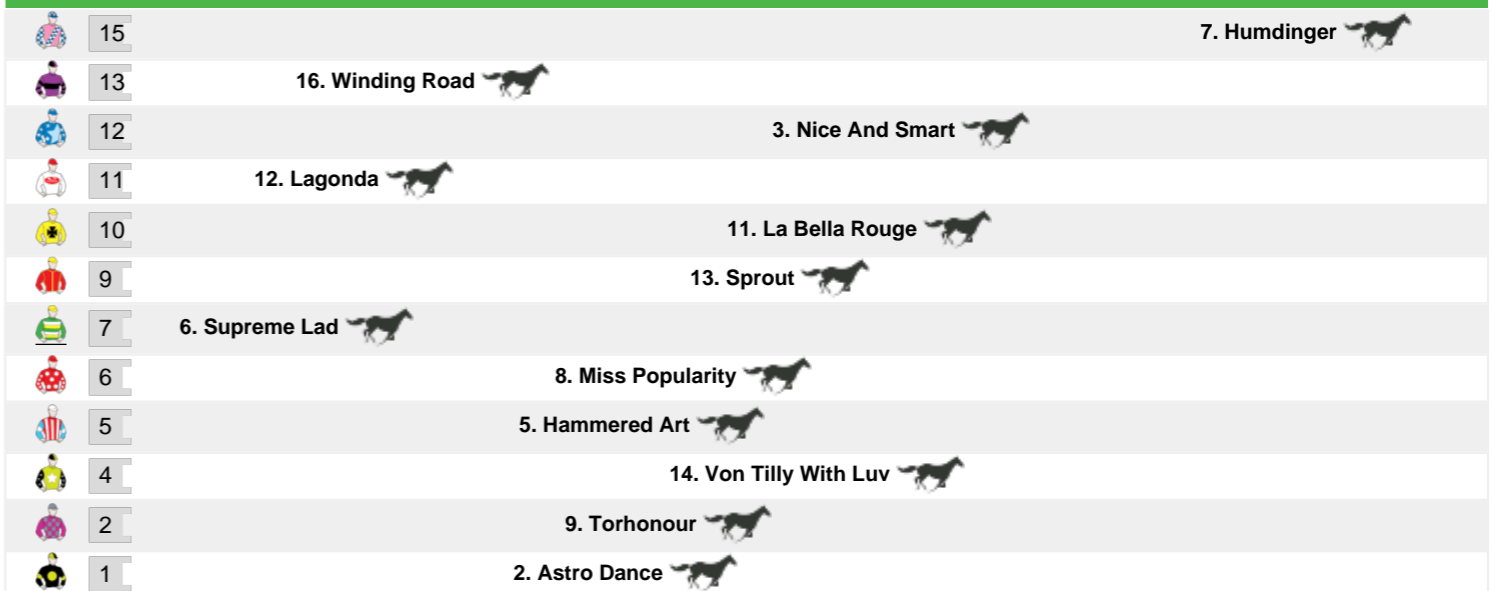 15 7. Humdinger
13 16. Winding Road
12 3. Nice And Smart
11 12. Lagonda
10 11. La Bella Rouge
9 13. Sprout
7 6. Supreme Lad
6 8. Miss Popularity
5 5. Hammered Art
4 14. Von Tilly With Luv
2 9. Torhonour
1 2. Astro Dance